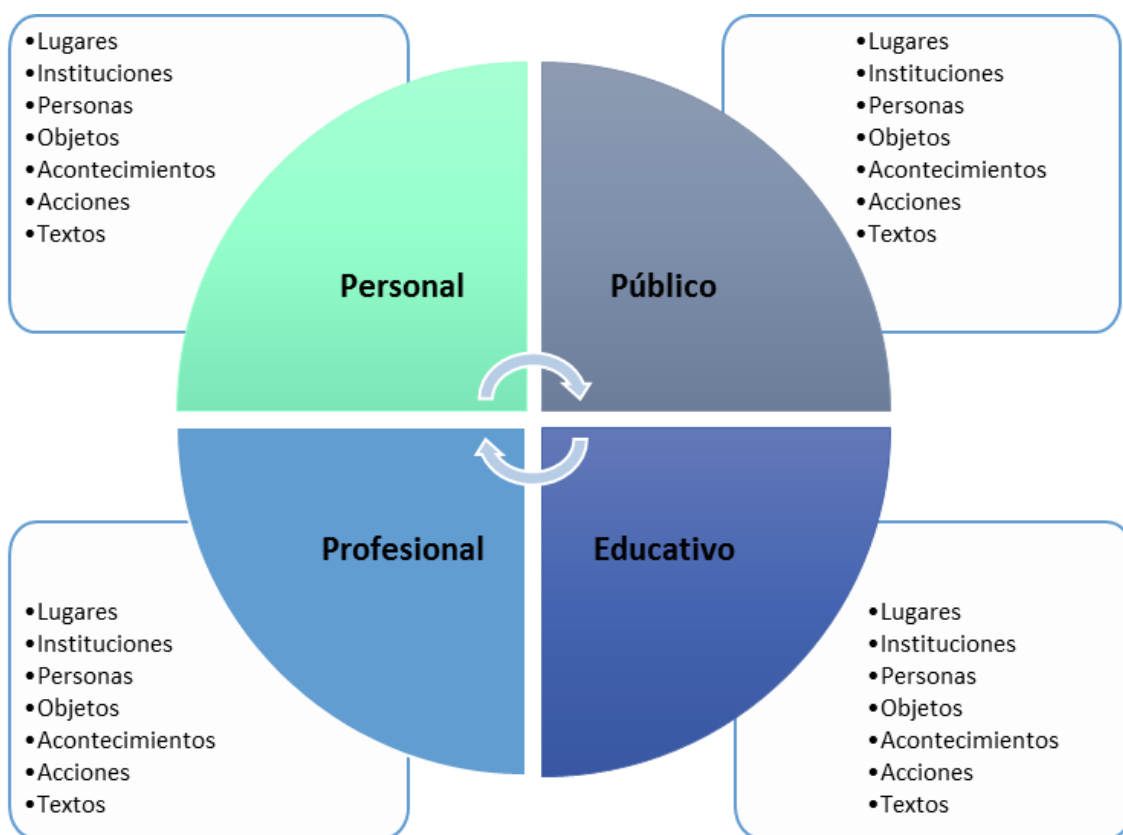 •Lugares
•Instituciones
•Personas
•Objetos
•Acontecimientos
•Acciones
•Textos
•Lugares
•Instituciones
•Personas
•Objetos
•Acontecimientos
•Acciones
•Textos
Personal
Público
Profesional
Educativo
•Lugares
•Instituciones
•Personas
•Objetos
•Acontecimientos
•Acciones
•Textos
•Lugares
•Instituciones
•Personas
•Objetos
•Acontecimientos
•Acciones
•Textos